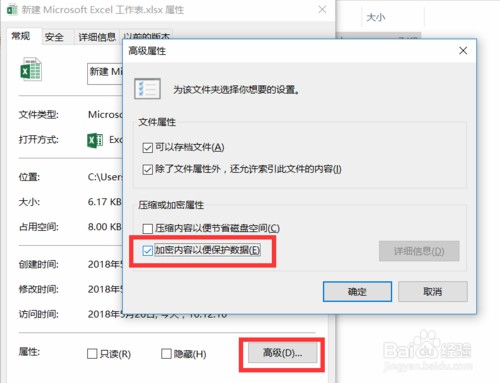 新建 Microsoft Excel 工作表.xlsx 属性
大小
常规 安全 详细信息 以前的版本
新建 Mi
文件类型: Microsof
打开方式: Exc
位置: C:\Users
大小: 6.17 KB
占用空间: 8.00 KB
创建时间: 2018年5
修改时间: 2018年5
访问时间: 2018年5月26日, 今天, 10:12:10
属性: 只读(R) 隐藏(H) 高级(D)...
高级属性
为该文件夹选择你想要的设置。
文件属性
可以存档文件(A)
除了文件属性外，还允许索引此文件的内容(I)
压缩或加密属性
压缩内容以便节省磁盘空间(C)
加密内容以便保护数据(E)
详细信息(D)
确定 取消
Baidu 经验
jingyan.baidu.com